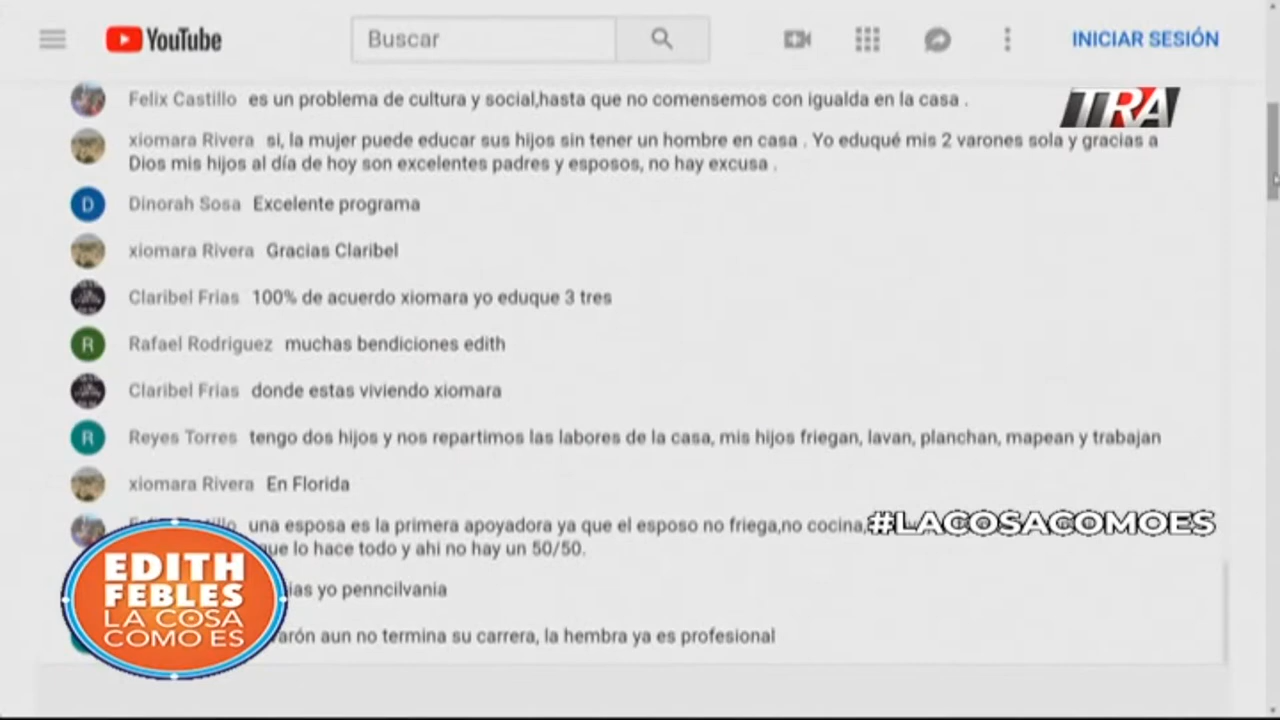 YouTube
Buscar
INICIAR SESIÓN
Felix Castillo es un problema de cultura y social,hasta que no comensemos con igualda en la casa .
TRA
xiomara Rivera si, la mujer puede educar sus hijos sin tener un hombre en casa . Yo eduqué mis 2 varones sola y gracias a
Dios mis hijos al día de hoy son excelentes padres y esposos, no hay excusa .
D
Dinorah Sosa Excelente programa
xiomara Rivera Gracias Claribel
Claribel Frias 100% de acuerdo xiomara yo eduque 3 tres
R
Rafael Rodriguez muchas bendiciones edith
Claribel Frias donde estas viviendo xiomara
R
Reyes Torres tengo dos hijos y nos repartimos las labores de la casa, mis hijos friegan, lavan, planchan, mapean y trabajan
xiomara Rivera En Florida
una esposa es la primera apoyadora ya que el esposo no friega,no cocina,
#LACOSACOMOES
lo hace todo y ahi no hay un 50/50.
yo penncilvania
aun no termina su carrera, la hembra ya es profesional
EDITH
FEBLES
LA COSA
COMO ES